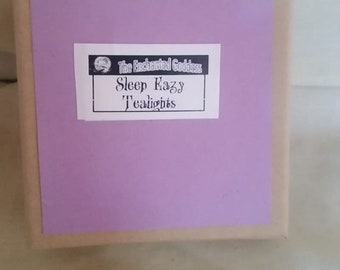 The Enchanted Goddess
Sleep Eazy
Tealights